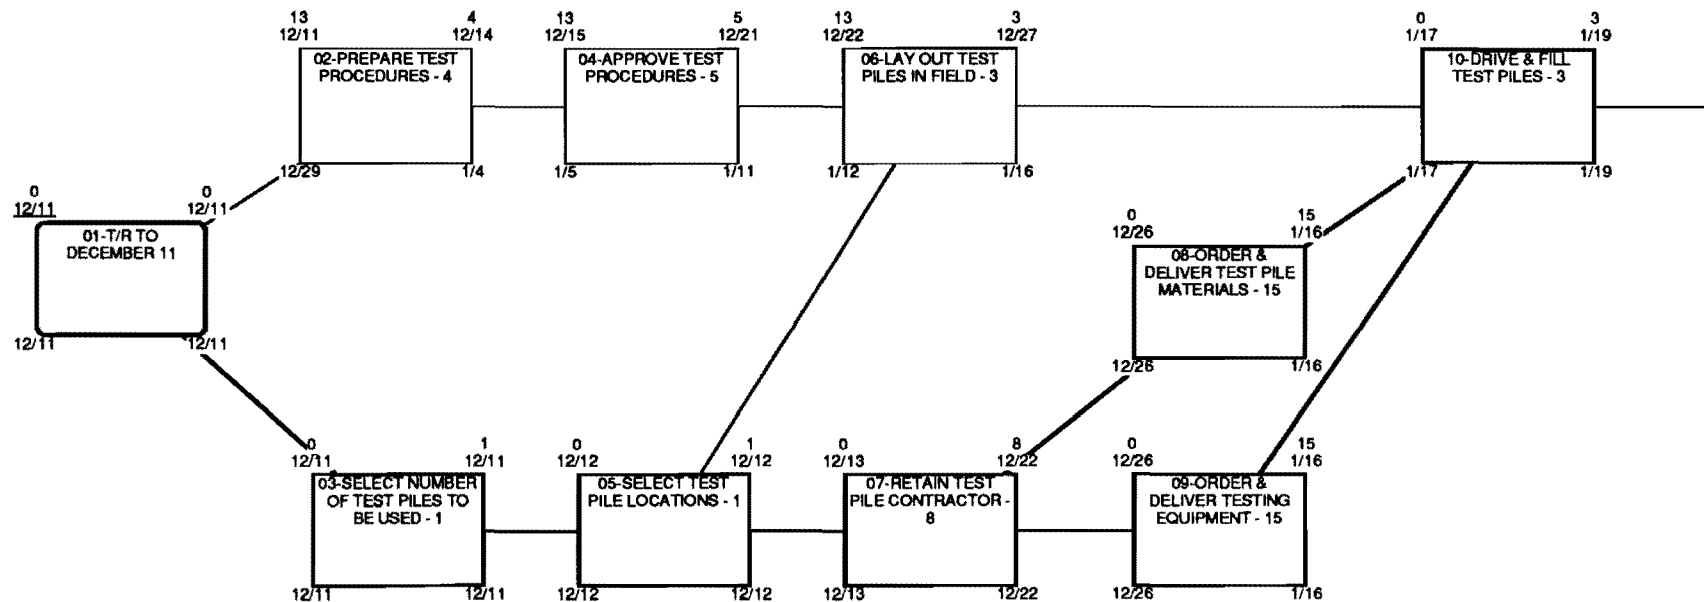 13 4
12/11 12/14
02-PREPARE TEST
PROCEDURES - 4
12/29 1/4
13 5
12/15 12/21
04-APPROVE TEST
PROCEDURES - 5
1/5 1/11
13 3
12/22 12/27
06-LAY OUT TEST
PILES IN FIELD - 3
1/12 1/16
0 3
1/17 1/19
10-DRIVE & FILL
TEST PILES - 3
1/17 1/19
0 0
12/11 12/11
01-T/R TO
DECEMBER 11
12/11 12/11
0 15
12/26 1/16
08-ORDER &
DELIVER TEST PILE
MATERIALS - 15
12/26 1/16
0 1
12/11 12/11
03-SELECT NUMBER
OF TEST PILES TO
BE USED - 1
12/11 12/11
0 1
12/12 12/12
05-SELECT TEST
PILE LOCATIONS - 1
12/12 12/12
0 8
12/13 12/22
07-RETAIN TEST
PILE CONTRACTOR -
8
12/13 12/22
0 15
12/26 1/16
09-ORDER &
DELIVER TESTING
EQUIPMENT - 15
12/26 1/16